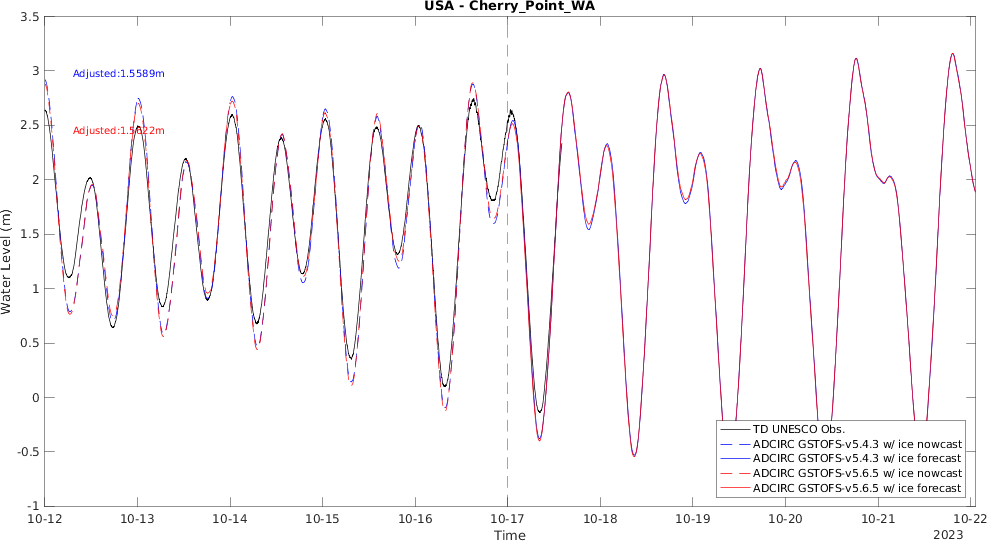 USA - Cherry_Point_WA
3.5
3
2.5
2
1.5
1
0.5
0
-0.5
-1
Water Level (m)
Adjusted:1.5589m
TD UNESCO Obs.
ADCIRC GSTOFS-v5.4.3 w/ ice nowcast
ADCIRC GSTOFS-v5.4.3 w/ ice forecast
ADCIRC GSTOFS-v5.6.5 w/ ice nowcast
ADCIRC GSTOFS-v5.6.5 w/ ice forecast
10-12 10-13 10-14 10-15 10-16 10-17 10-18 10-19 10-20 10-21 10-22
Time
2023